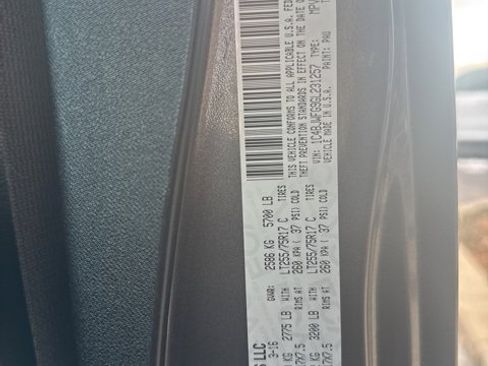 S LLC
3-16 GVWR: 2586 KG 5700 LB
KG 2775 LB WITH LT255/75R17 C TIRES
17X7.5 RIMS AT 260 KPA ( 37 PSI) COLD
KG 3200 LB WITH LT255/75R17 C TIRES
17X7.5 RIMS AT 260 KPA ( 37 PSI) COLD
THIS VEHICLE CONFORMS TO ALL APPLICABLE U.S.A. FED
THEFT PREVENTION STANDARDS IN EFFECT ON THE DATE O
VIN: 1C4BJWFG9GL231257 TYPE: MPV
VEHICLE MADE IN U.S.A. PAINT: PAU